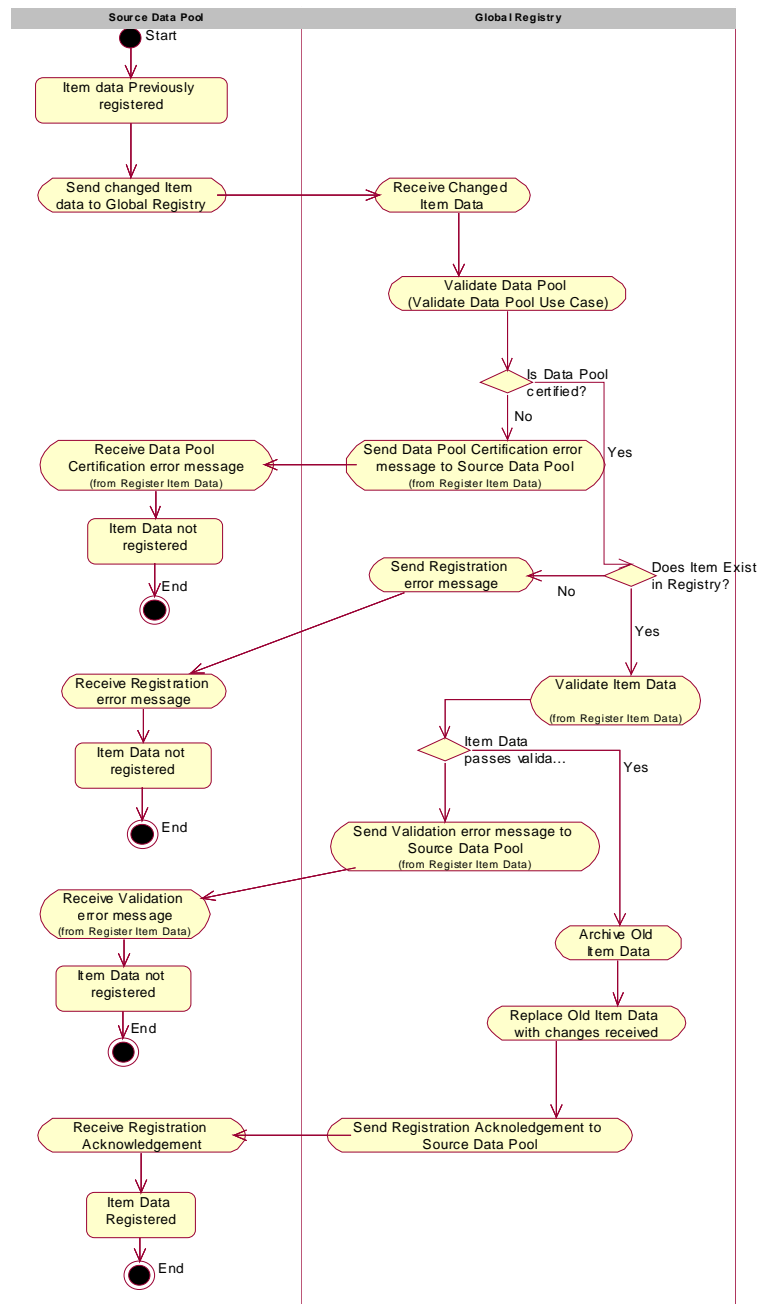 Source Data Pool
Global Registry
Start
Item data Previously
registered
Send changed Item
data to Global Registry
Receive Changed
Item Data
Validate Data Pool
(Validate Data Pool Use Case)
Is Data Pool
certified?
No
Yes
Receive Data Pool
Certification error message
(from Register Item Data)
Send Data Pool Certification error
message to Source Data Pool
(from Register Item Data)
Item Data not
registered
End
Send Registration
error message
Does Item Exist
in Registry?
No
Yes
Receive Registration
error message
Validate Item Data
(from Register Item Data)
Item Data not
registered
Item Data
passes valida...
Yes
End
Send Validation error message to
Source Data Pool
(from Register Item Data)
Receive Validation
error message
(from Register Item Data)
Archive Old
Item Data
Item Data not
registered
End
Replace Old Item Data
with changes received
Receive Registration
Acknowledgement
Send Registration Acknoledgement to
Source Data Pool
Item Data
Registered
End